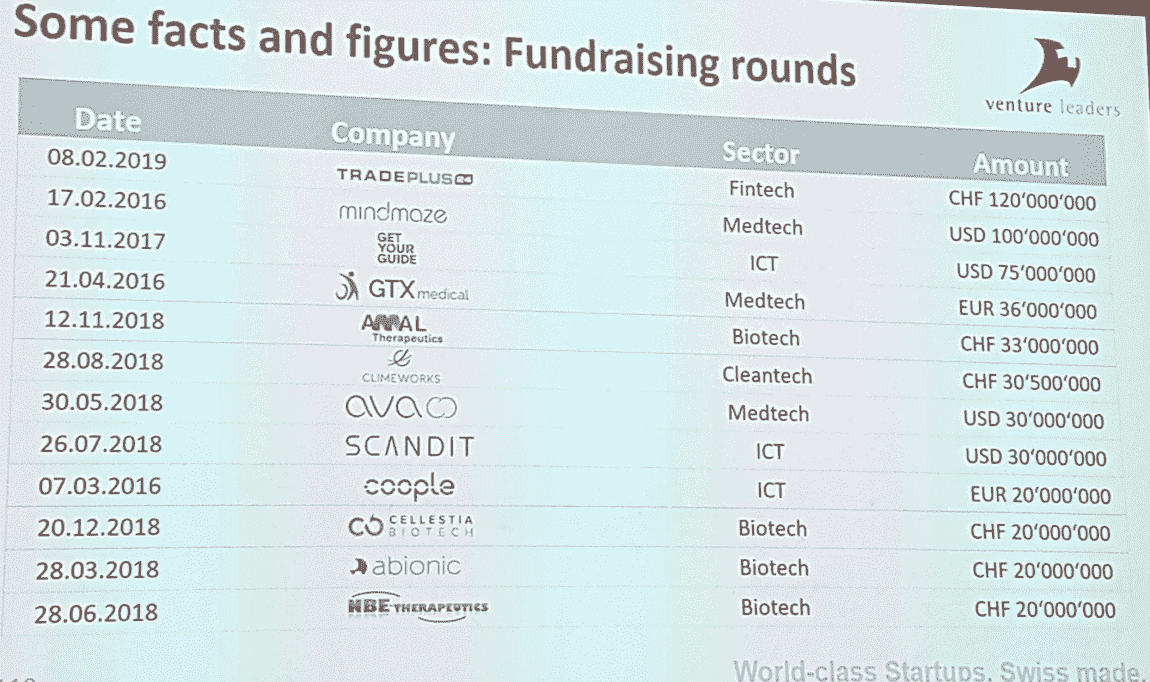 Some facts and figures: Fundraising rounds
venture leaders
Date Company Sector Amount
08.02.2019 TRADEPLUS24 Fintech CHF 120‘000‘000
17.02.2016 mindmaze Medtech USD 100‘000‘000
03.11.2017 GET YOUR GUIDE ICT USD 75‘000‘000
21.04.2016 GTX medical Medtech EUR 36‘000‘000
12.11.2018 AMAL Therapeutics Biotech CHF 33‘000‘000
28.08.2018 CLIMEWORKS Cleantech CHF 30‘500‘000
30.05.2018 ava Medtech USD 30‘000‘000
26.07.2018 SCANDIT ICT USD 30‘000‘000
07.03.2016 coople ICT EUR 20‘000‘000
20.12.2018 CELLESTIA BIOTECH Biotech CHF 20‘000‘000
28.03.2018 abionic Biotech CHF 20‘000‘000
28.06.2018 NBE THERAPEUTICS Biotech CHF 20‘000‘000
World-class Startups. Swiss made.